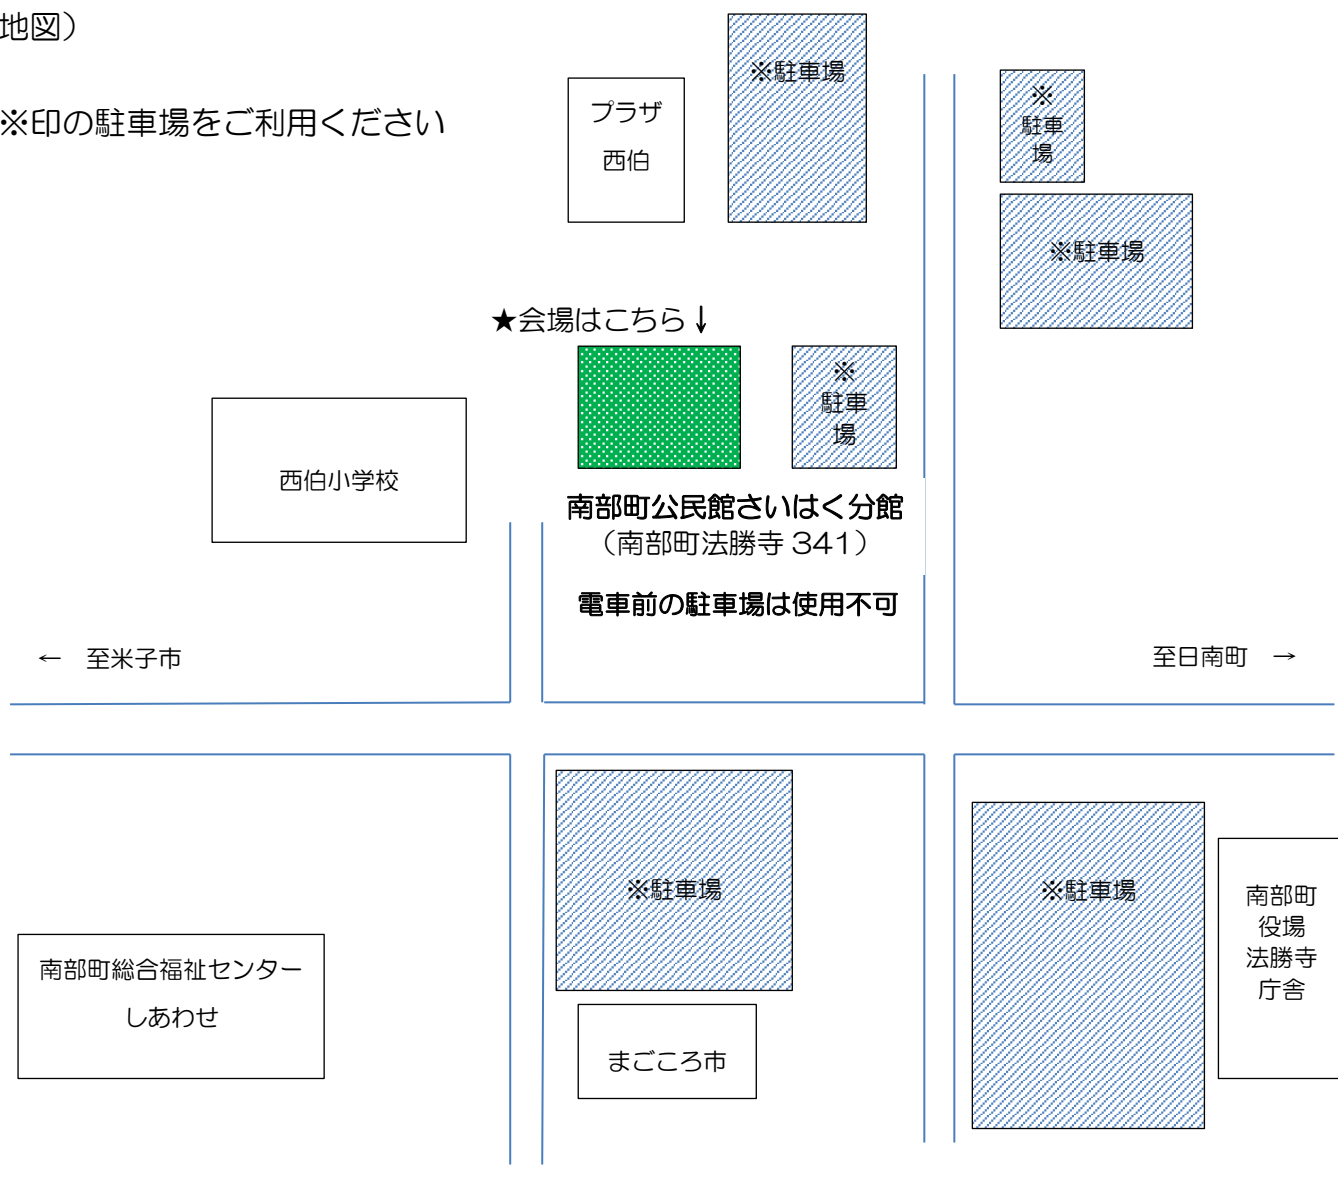 地図）
※印の駐車場をご利用ください
プラザ
西伯
※駐車場
※
駐車
場
※駐車場
★会場はこちら↓
※
駐車
場
西伯小学校
南部町公民館さいはく分館
（南部町法勝寺 341）
電車前の駐車場は使用不可
← 至米子市
至日南町 →
※駐車場
※駐車場
南部町
役場
法勝寺
庁舎
南部町総合福祉センター
しあわせ
まごころ市